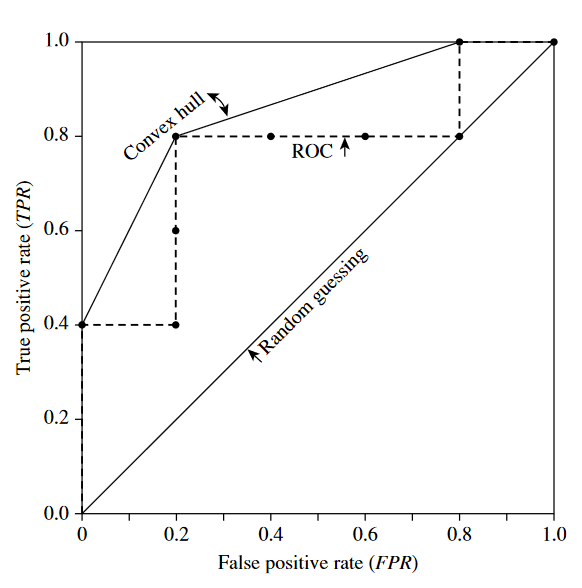 1.0
Convex hull
0.8
ROC
0.6
Random guessing
0.4
0.2
0.0
True positive rate (TPR)
0 0.2 0.4 0.6 0.8 1.0
False positive rate (FPR)